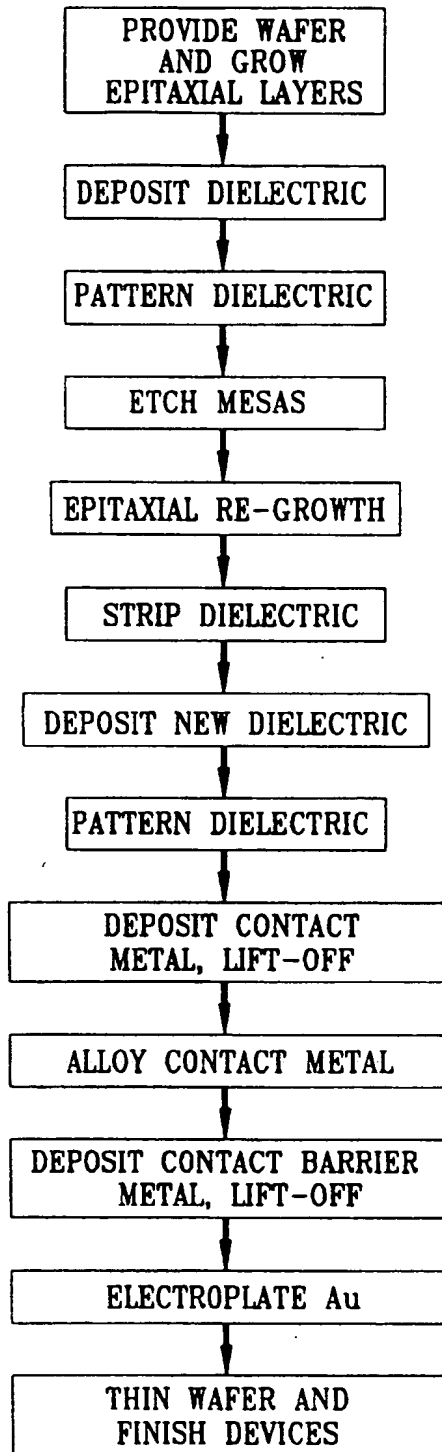 PROVIDE WAFER
AND GROW
EPITAXIAL LAYERS
DEPOSIT DIELECTRIC
PATTERN DIELECTRIC
ETCH MESAS
EPITAXIAL RE-GROWTH
STRIP DIELECTRIC
DEPOSIT NEW DIELECTRIC
PATTERN DIELECTRIC
DEPOSIT CONTACT
METAL, LIFT-OFF
ALLOY CONTACT METAL
DEPOSIT CONTACT BARRIER
METAL, LIFT-OFF
ELECTROPLATE Au
THIN WAFER AND
FINISH DEVICES